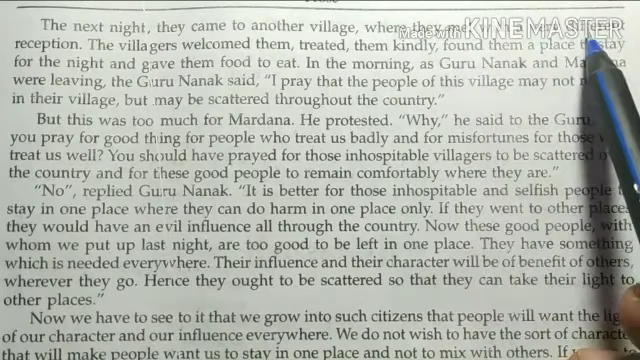 The next night, they came to another village, where they
reception. The villagers welcomed them, treated, them kindly, found them a place to stay
for the night and gave them food to eat. In the morning, as Guru Nanak and
were leaving, the Guru Nanak said, “I pray that the people of this village may not
in their village, but may be scattered throughout the country.”
But this was too much for Mardana. He protested. “Why,” he said to the Guru
you pray for good thing for people who treat us badly and for misfortunes for those
treat us well? You should have prayed for those inhospitable villagers to be scattered
the country and for these good people to remain comfortably where they are.”
“No”, replied Guru Nanak. “It is better for those inhospitable and selfish people
stay in one place where they can do harm in one place only. If they went to other places
they would have an evil influence all through the country. Now these good people, with
whom we put up last night, are too good to be left in one place. They have something
which is needed everywhere. Their influence and their character will be of benefit of others,
wherever they go. Hence they ought to be scattered so that they can take their light to
other places.”
Now we have to see to it that we grow into such citizens that people will want the
of our character and our influence everywhere. We do not wish to have the sort of
that will make people want us to stay in one place and not to mix with others. If
Made with KINEMASTER